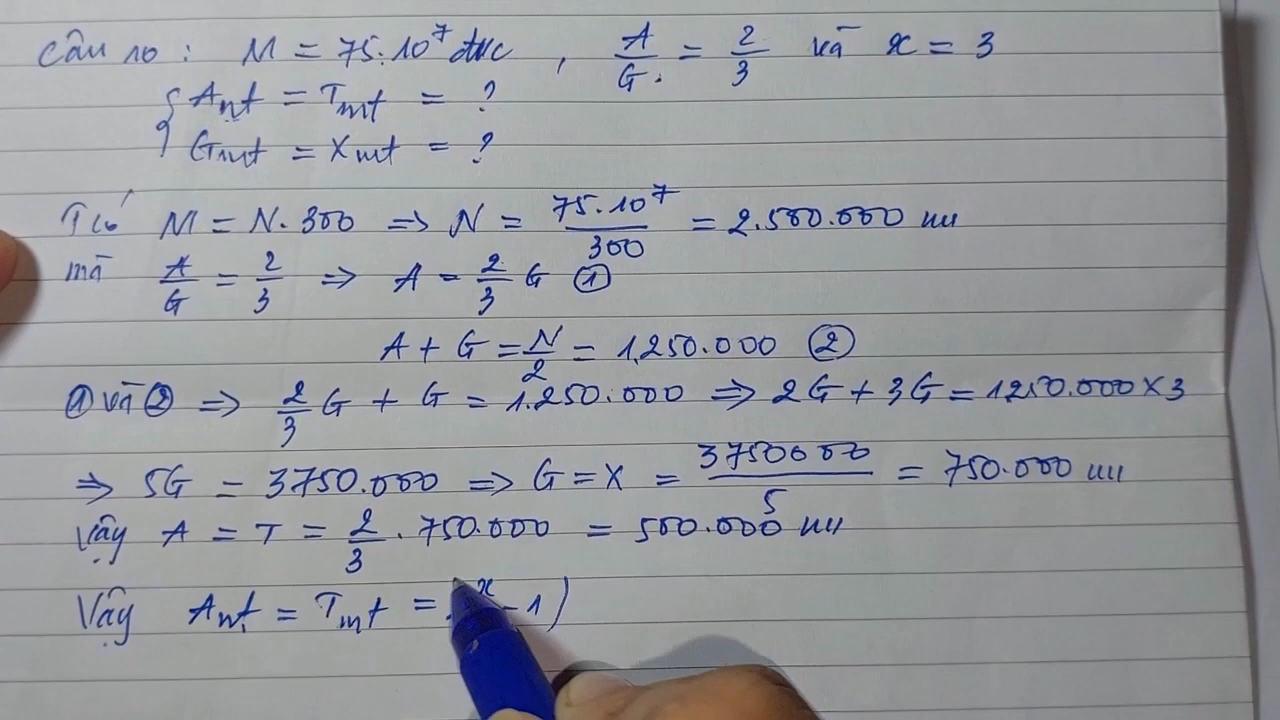 Câu 10 : M = 75.10⁷ đvc , A/G. = 2/3 và x = 3
{ Amt = Tmt = ?
Gmt = Xmt = ?
Tcó M = N.300 => N = 75.10⁷/300 = 2.500.000 nu
mà A/G = 2/3 => A = 2/3 G ①
A + G = N/2 = 1.250.000 ②
① và ② => 2/3 G + G = 1.250.000 => 2G + 3G = 1250.000 x 3
=> 5G = 3750.000 => G = X = 3750000/5 = 750.000 nu
Vậy A = T = 2/3 . 750.000 = 500.000 nu
Vậy Amt = Tmt = x - 1)